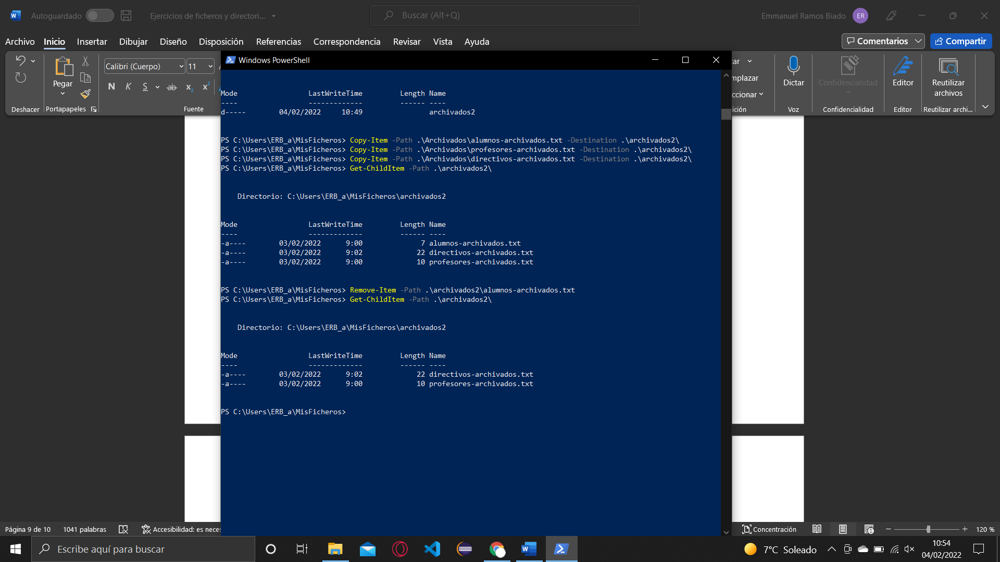 Autoguardado
Ejercicios de ficheros y directori...
Buscar (Alt+Q)
Emmanuel Ramos Biado
ER
Archivo Inicio Insertar Dibujar Diseño Disposición Referencias Correspondencia Revisar Vista Ayuda
Comentarios
Compartir
Pegar
Deshacer
Portapapeles
Calibri (Cuerpo) 11
N K S ab x2 x2
Fuente
Dictar
Voz
Confidencialidad
Confidencialidad
Editor
Editor
Reutilizar
archivos
Reutilizar archi...
Windows PowerShell
Mode LastWriteTime Length Name
---- ------------- ------ ----
d----- 04/02/2022 10:49 archivados2
PS C:\Users\ERB_a\MisFicheros> Copy-Item -Path .\Archivados\alumnos-archivados.txt -Destination .\archivados2\
PS C:\Users\ERB_a\MisFicheros> Copy-Item -Path .\Archivados\profesores-archivados.txt -Destination .\archivados2\
PS C:\Users\ERB_a\MisFicheros> Copy-Item -Path .\Archivados\directivos-archivados.txt -Destination .\archivados2\
PS C:\Users\ERB_a\MisFicheros> Get-ChildItem -Path .\archivados2\
Directorio: C:\Users\ERB_a\MisFicheros\archivados2
Mode LastWriteTime Length Name
---- ------------- ------ ----
-a---- 03/02/2022 9:00 7 alumnos-archivados.txt
-a---- 03/02/2022 9:02 22 directivos-archivados.txt
-a---- 03/02/2022 9:00 10 profesores-archivados.txt
PS C:\Users\ERB_a\MisFicheros> Remove-Item -Path .\archivados2\alumnos-archivados.txt
PS C:\Users\ERB_a\MisFicheros> Get-ChildItem -Path .\archivados2\
Directorio: C:\Users\ERB_a\MisFicheros\archivados2
Mode LastWriteTime Length Name
---- ------------- ------ ----
-a---- 03/02/2022 9:02 22 directivos-archivados.txt
-a---- 03/02/2022 9:00 10 profesores-archivados.txt
PS C:\Users\ERB_a\MisFicheros>
Página 9 de 10 1041 palabras Accesibilidad: es neces
Concentración
120 %
Escribe aquí para buscar
7°C Soleado
10:54
04/02/2022